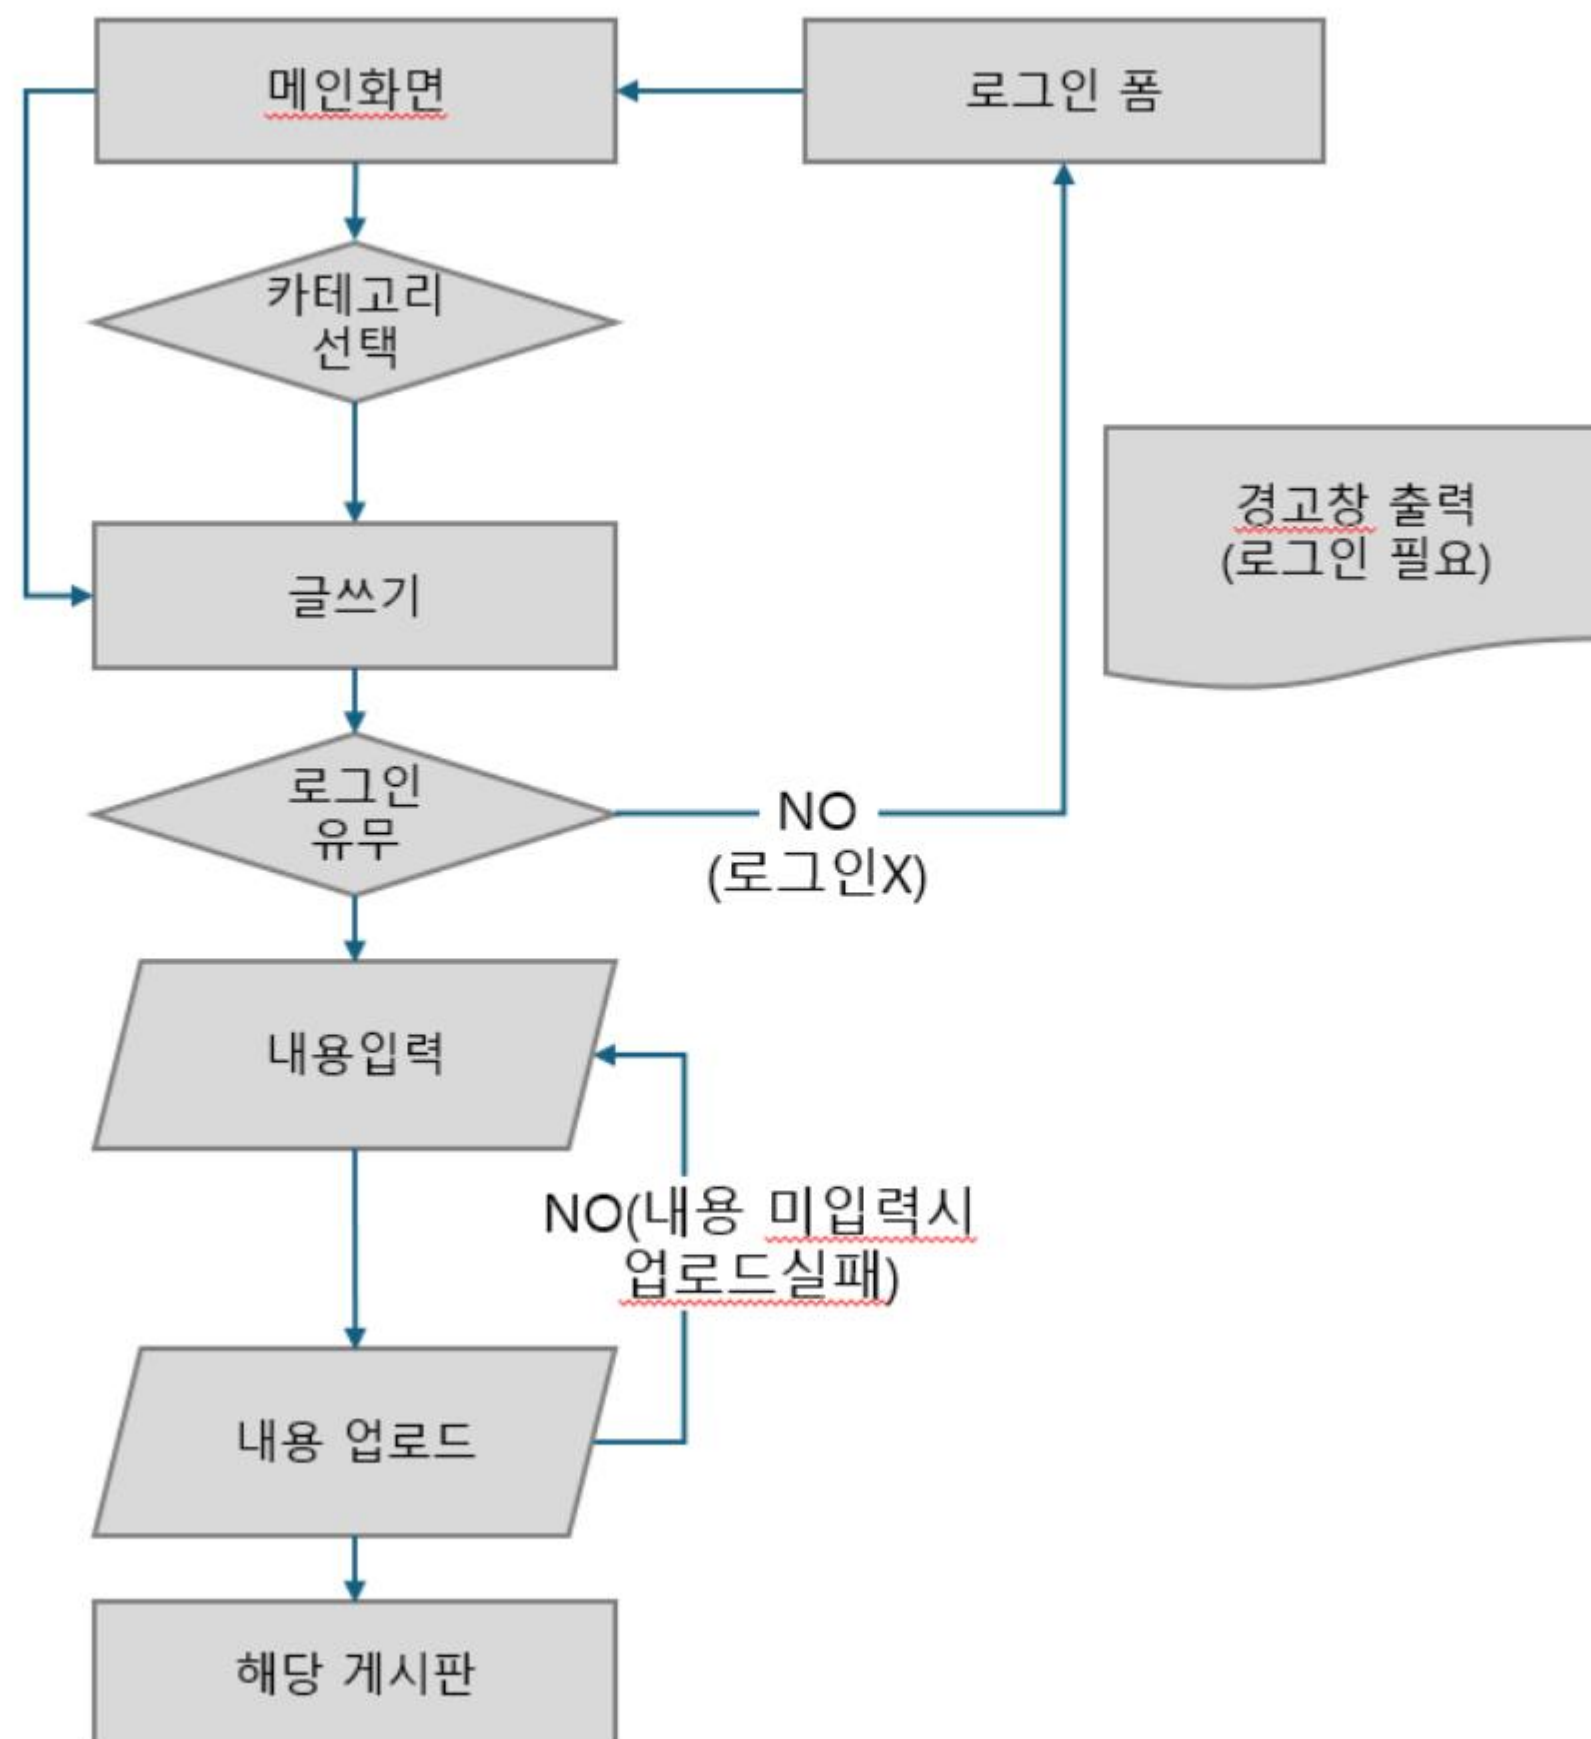 메인화면
로그인 폼
카테고리
선택
경고창 출력
(로그인 필요)
글쓰기
로그인
유무
NO
(로그인X)
내용입력
NO(내용 미입력시
업로드실패)
내용 업로드
해당 게시판